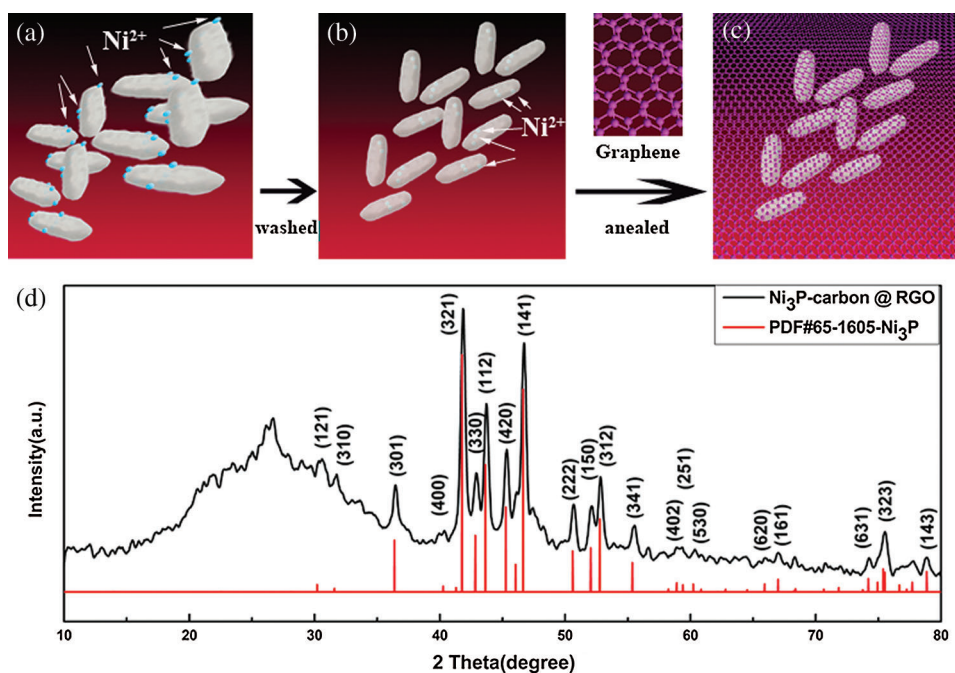 (a)
Ni²⁺
washed
(b)
Ni²⁺
Graphene
anealed
(c)
(d)
Intensity(a.u.)
(121)
(310)
(301)
(400)
(321)
(330)
(112)
(420)
(141)
(222)
(150)
(312)
(341)
(402)
(251)
(530)
(620)
(161)
(631)
(323)
(143)
Ni₃P-carbon @ RGO
PDF#65-1605-Ni₃P
10 20 30 40 50 60 70 80
2 Theta(degree)